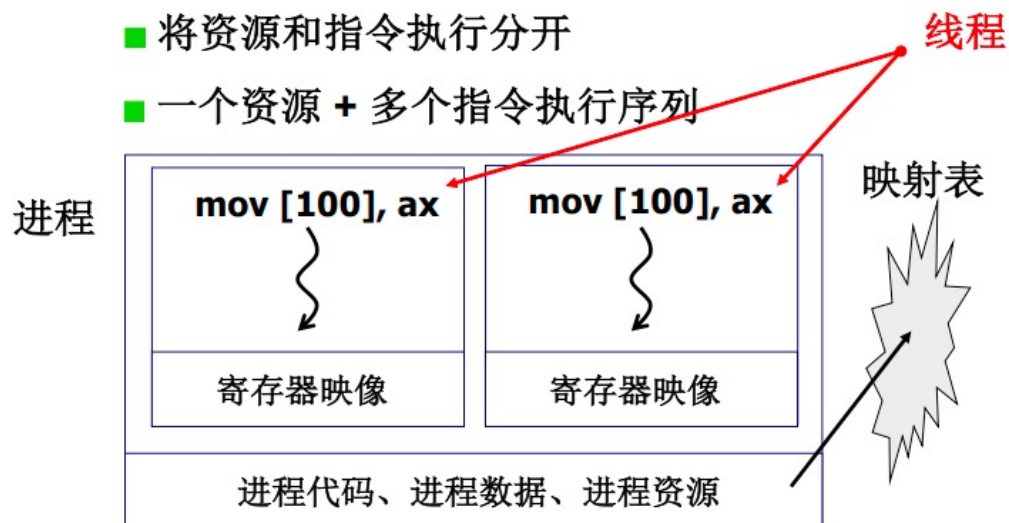 将资源和指令执行分开
线程
一个资源 + 多个指令执行序列
进程
mov [100], ax
mov [100], ax
映射表
寄存器映像
寄存器映像
进程代码、进程数据、进程资源